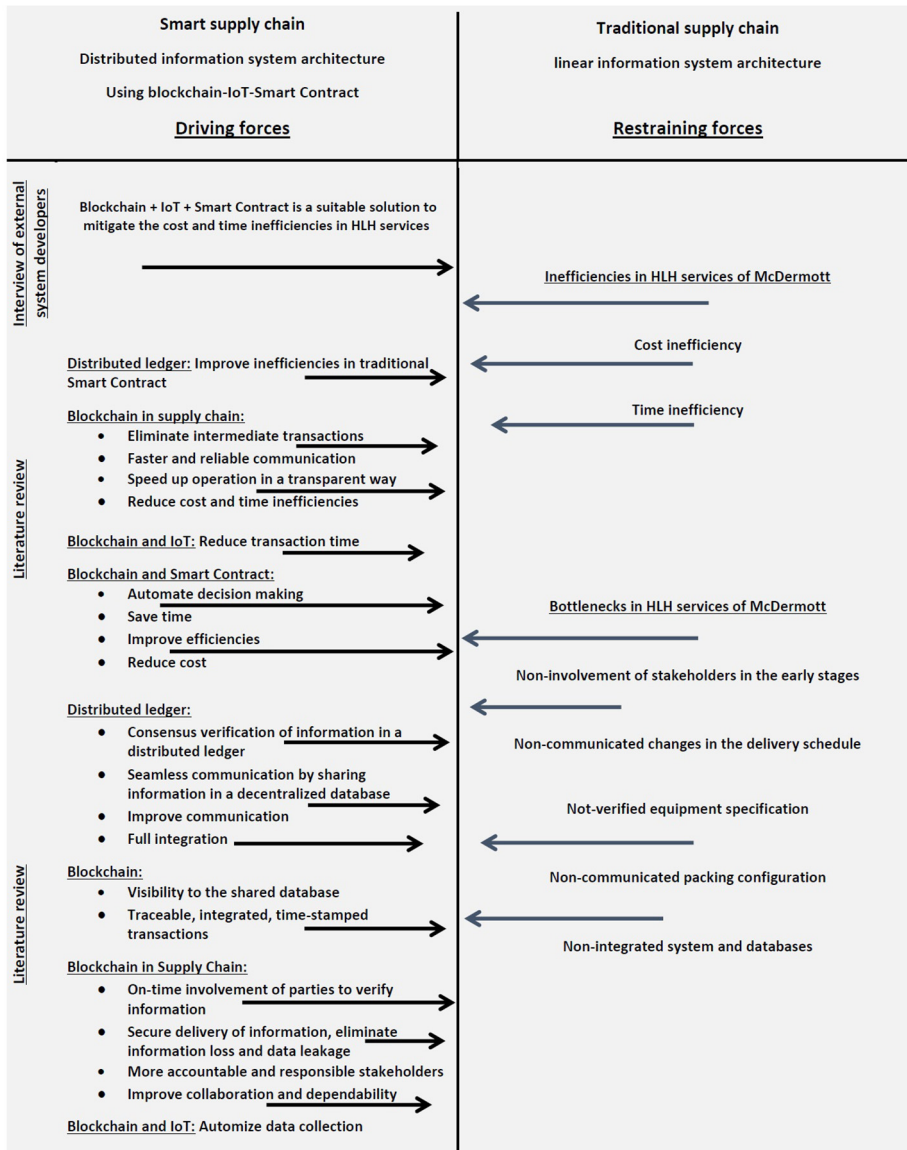 Smart supply chain
Distributed information system architecture
Using blockchain-IoT-Smart Contract
Driving forces
Traditional supply chain
linear information system architecture
Restraining forces
Interview of external
system developers
Blockchain + IoT + Smart Contract is a suitable solution to
mitigate the cost and time inefficiencies in HLH services
Literature review
Distributed ledger: Improve inefficiencies in traditional
Smart Contract
Blockchain in supply chain:
● Eliminate intermediate transactions
● Faster and reliable communication
● Speed up operation in a transparent way
● Reduce cost and time inefficiencies
Blockchain and IoT: Reduce transaction time
Blockchain and Smart Contract:
● Automate decision making
● Save time
● Improve efficiencies
● Reduce cost
Literature review
Distributed ledger:
● Consensus verification of information in a
distributed ledger
● Seamless communication by sharing
information in a decentralized database
● Improve communication
● Full integration
Blockchain:
● Visibility to the shared database
● Traceable, integrated, time-stamped
transactions
Blockchain in Supply Chain:
● On-time involvement of parties to verify
information
● Secure delivery of information, eliminate
information loss and data leakage
● More accountable and responsible stakeholders
● Improve collaboration and dependability
Blockchain and IoT: Automize data collection
Inefficiencies in HLH services of McDermott
Cost inefficiency
Time inefficiency
Bottlenecks in HLH services of McDermott
Non-involvement of stakeholders in the early stages
Non-communicated changes in the delivery schedule
Not-verified equipment specification
Non-communicated packing configuration
Non-integrated system and databases